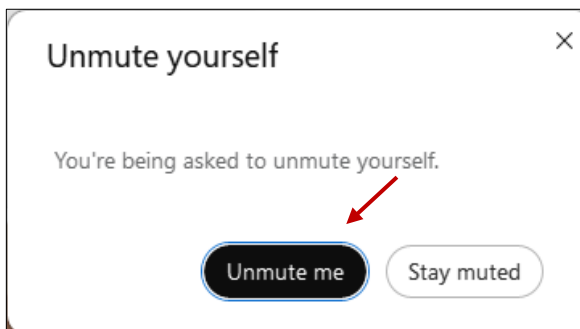 Unmute yourself
You're being asked to unmute yourself.
Unmute me
Stay muted